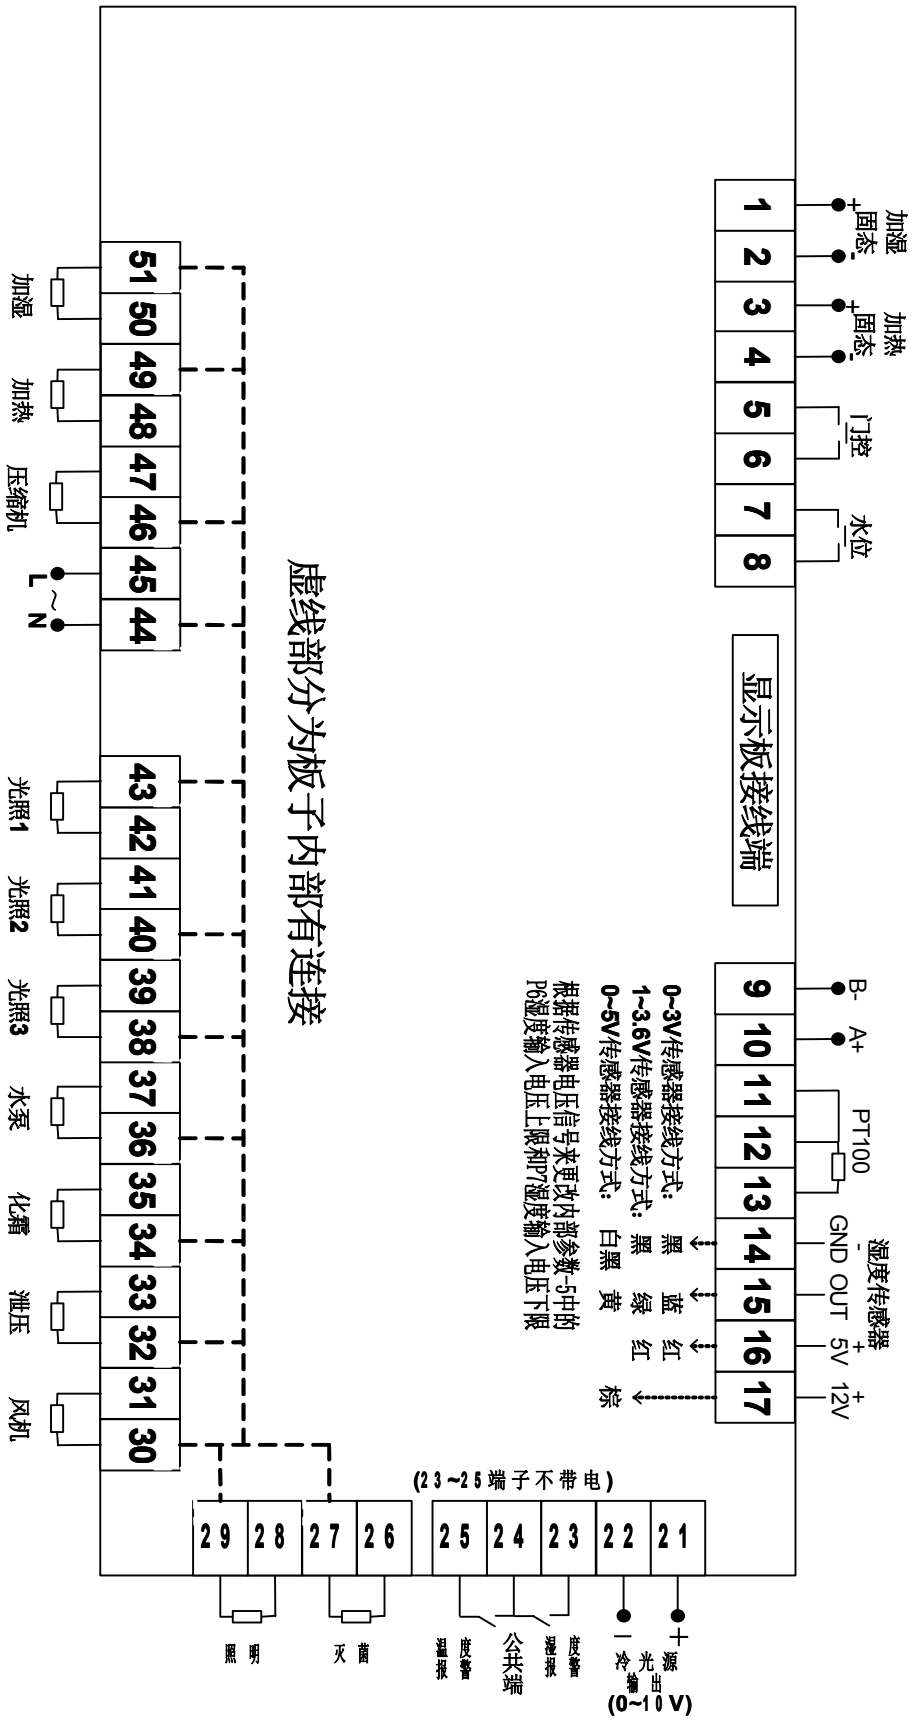 1
2
3
4
5
6
7
8
+
-
加湿
固态
+
-
加热
固态
门控
水位
显示板接线端
9
10
11
12
13
14
15
16
17
B-
A+
PT100
湿度传感器
-
GND
OUT
+
5V
+
12V
0~3V传感器接线方式: 黑 蓝 红
1~3.6V传感器接线方式: 黑 绿 红
0~5V传感器接线方式: 白黑 黄 棕
根据传感器电压信号来更改内部参数-5中的
P6湿度输入电压上限和P7湿度输入电压下限
虚线部分为板子内部有连接
51
50
49
48
47
46
45
44
加湿
加热
压缩机
L ~ N
43
42
41
40
39
38
37
36
35
34
33
32
31
30
光照1
光照2
光照3
水泵
化霜
泄压
风机
(23~25端子不带电)
29
28
27
26
25
24
23
22
21
照明
灭菌
温度
报警
公共端
湿度
报警
- +
冷光源
输出
(0~10V)